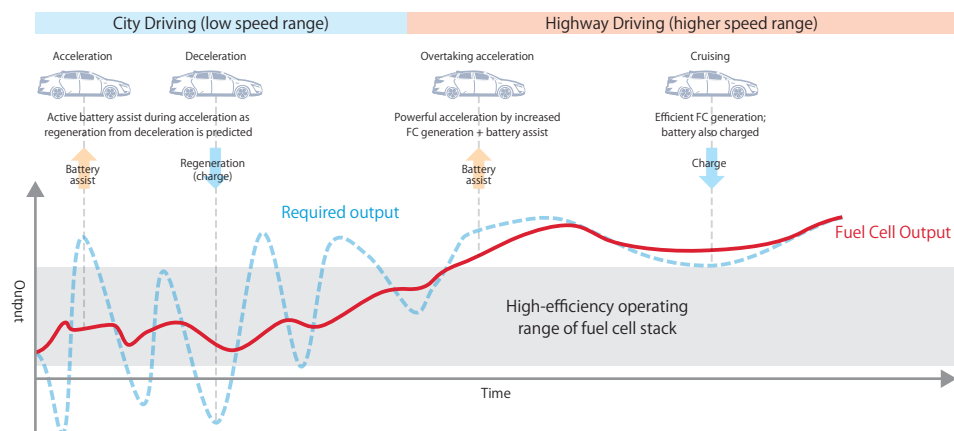 City Driving (low speed range)
Highway Driving (higher speed range)
Acceleration
Deceleration
Overtaking acceleration
Cruising
Active battery assist during acceleration as
regeneration from deceleration is predicted
Powerful acceleration by increased
FC generation + battery assist
Efficient FC generation;
battery also charged
Battery
assist
Regeneration
(charge)
Battery
assist
Charge
Required output
Fuel Cell Output
Output
High-efficiency operating
range of fuel cell stack
Time